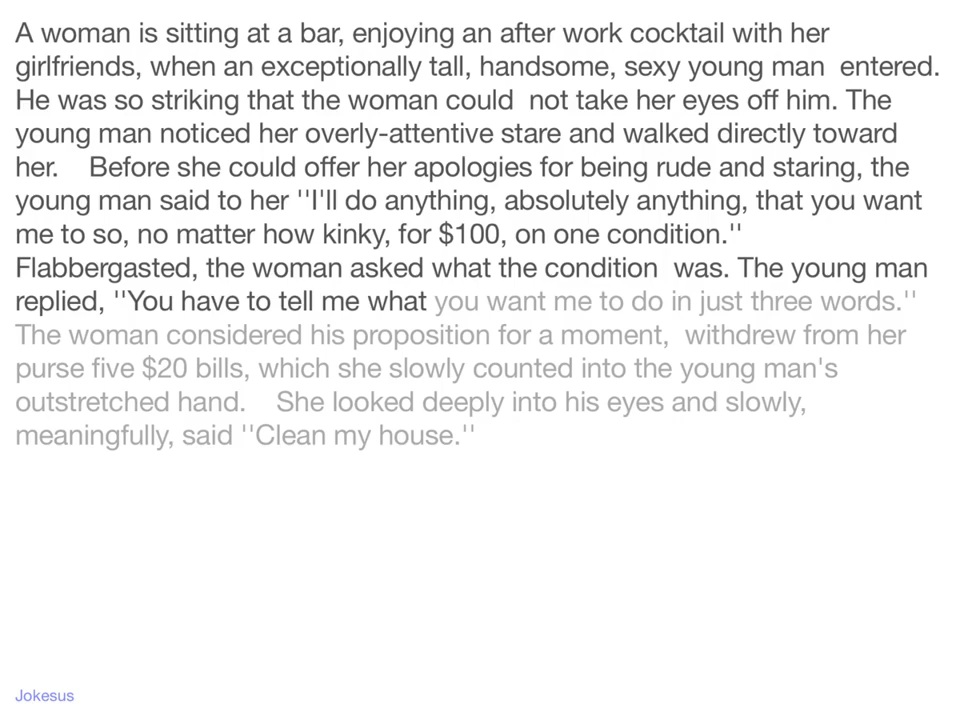 A woman is sitting at a bar, enjoying an after work cocktail with her
girlfriends, when an exceptionally tall, handsome, sexy young man  entered.
He was so striking that the woman could  not take her eyes off him. The
young man noticed her overly-attentive stare and walked directly toward
her.    Before she could offer her apologies for being rude and staring, the
young man said to her ''I'll do anything, absolutely anything, that you want
me to so, no matter how kinky, for $100, on one condition.''
Flabbergasted, the woman asked what the condition  was. The young man
replied, ''You have to tell me what you want me to do in just three words.''
The woman considered his proposition for a moment,  withdrew from her
purse five $20 bills, which she slowly counted into the young man's
outstretched hand.    She looked deeply into his eyes and slowly,
meaningfully, said ''Clean my house.''
Jokesus